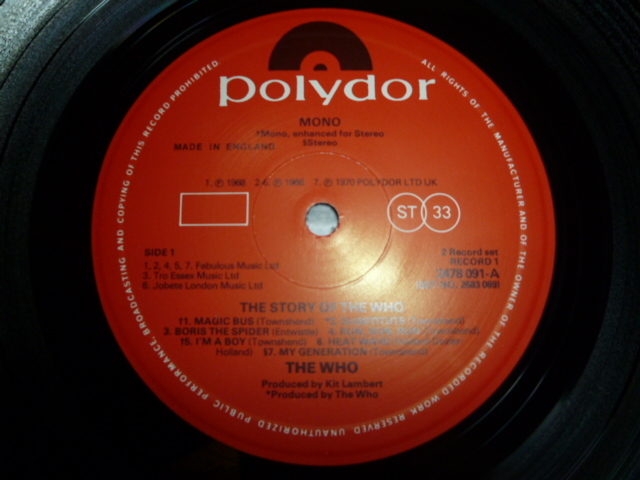 polydor
MONO
*Mono, enhanced for Stereo
§Stereo
MADE IN ENGLAND
1; ℗ 1968 2-6; ℗ 1966 7. ℗ 1970 POLYDOR LTD UK
ST 33
SIDE 1
1, 2, 4, 5, 7. Fabulous Music Ltd
3. Trio Essex Music Ltd
6. Jobete London Music Ltd
2 Record set
RECORD 1
2478 091-A
2683 069)
THE STORY OF THE WHO
MAGIC BUS (Townshend)
3. BORIS THE SPIDER (Entwistle)
I'M A BOY (Townshend) 6. HEAT WAVE
Holland) §7. MY GENERATION (Townshend)
THE WHO
Produced by Kit Lambert
*Produced by The Who
ALL RIGHTS OF THE MANUFACTURER AND OF THE OWNER OF THE RECORDED WORK RESERVED. UNAUTHORIZED PUBLIC PERFORMANCE, BROADCASTING AND COPYING OF THIS RECORD PROHIBITED.